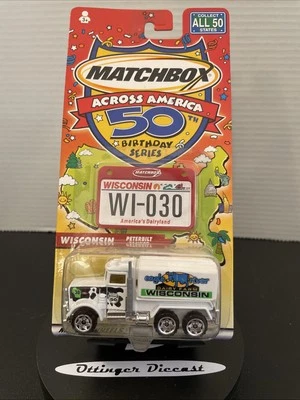 COLLECT
ALL 50
STATES
MATCHBOX
ACROSS AMERICA
50TH
BIRTHDAY
SERIES
MATCHBOX
WISCONSIN
WI-030
America's Dairyland
WISCONSIN
PETERBILT
WISCONSIN
Ottinger Diecast